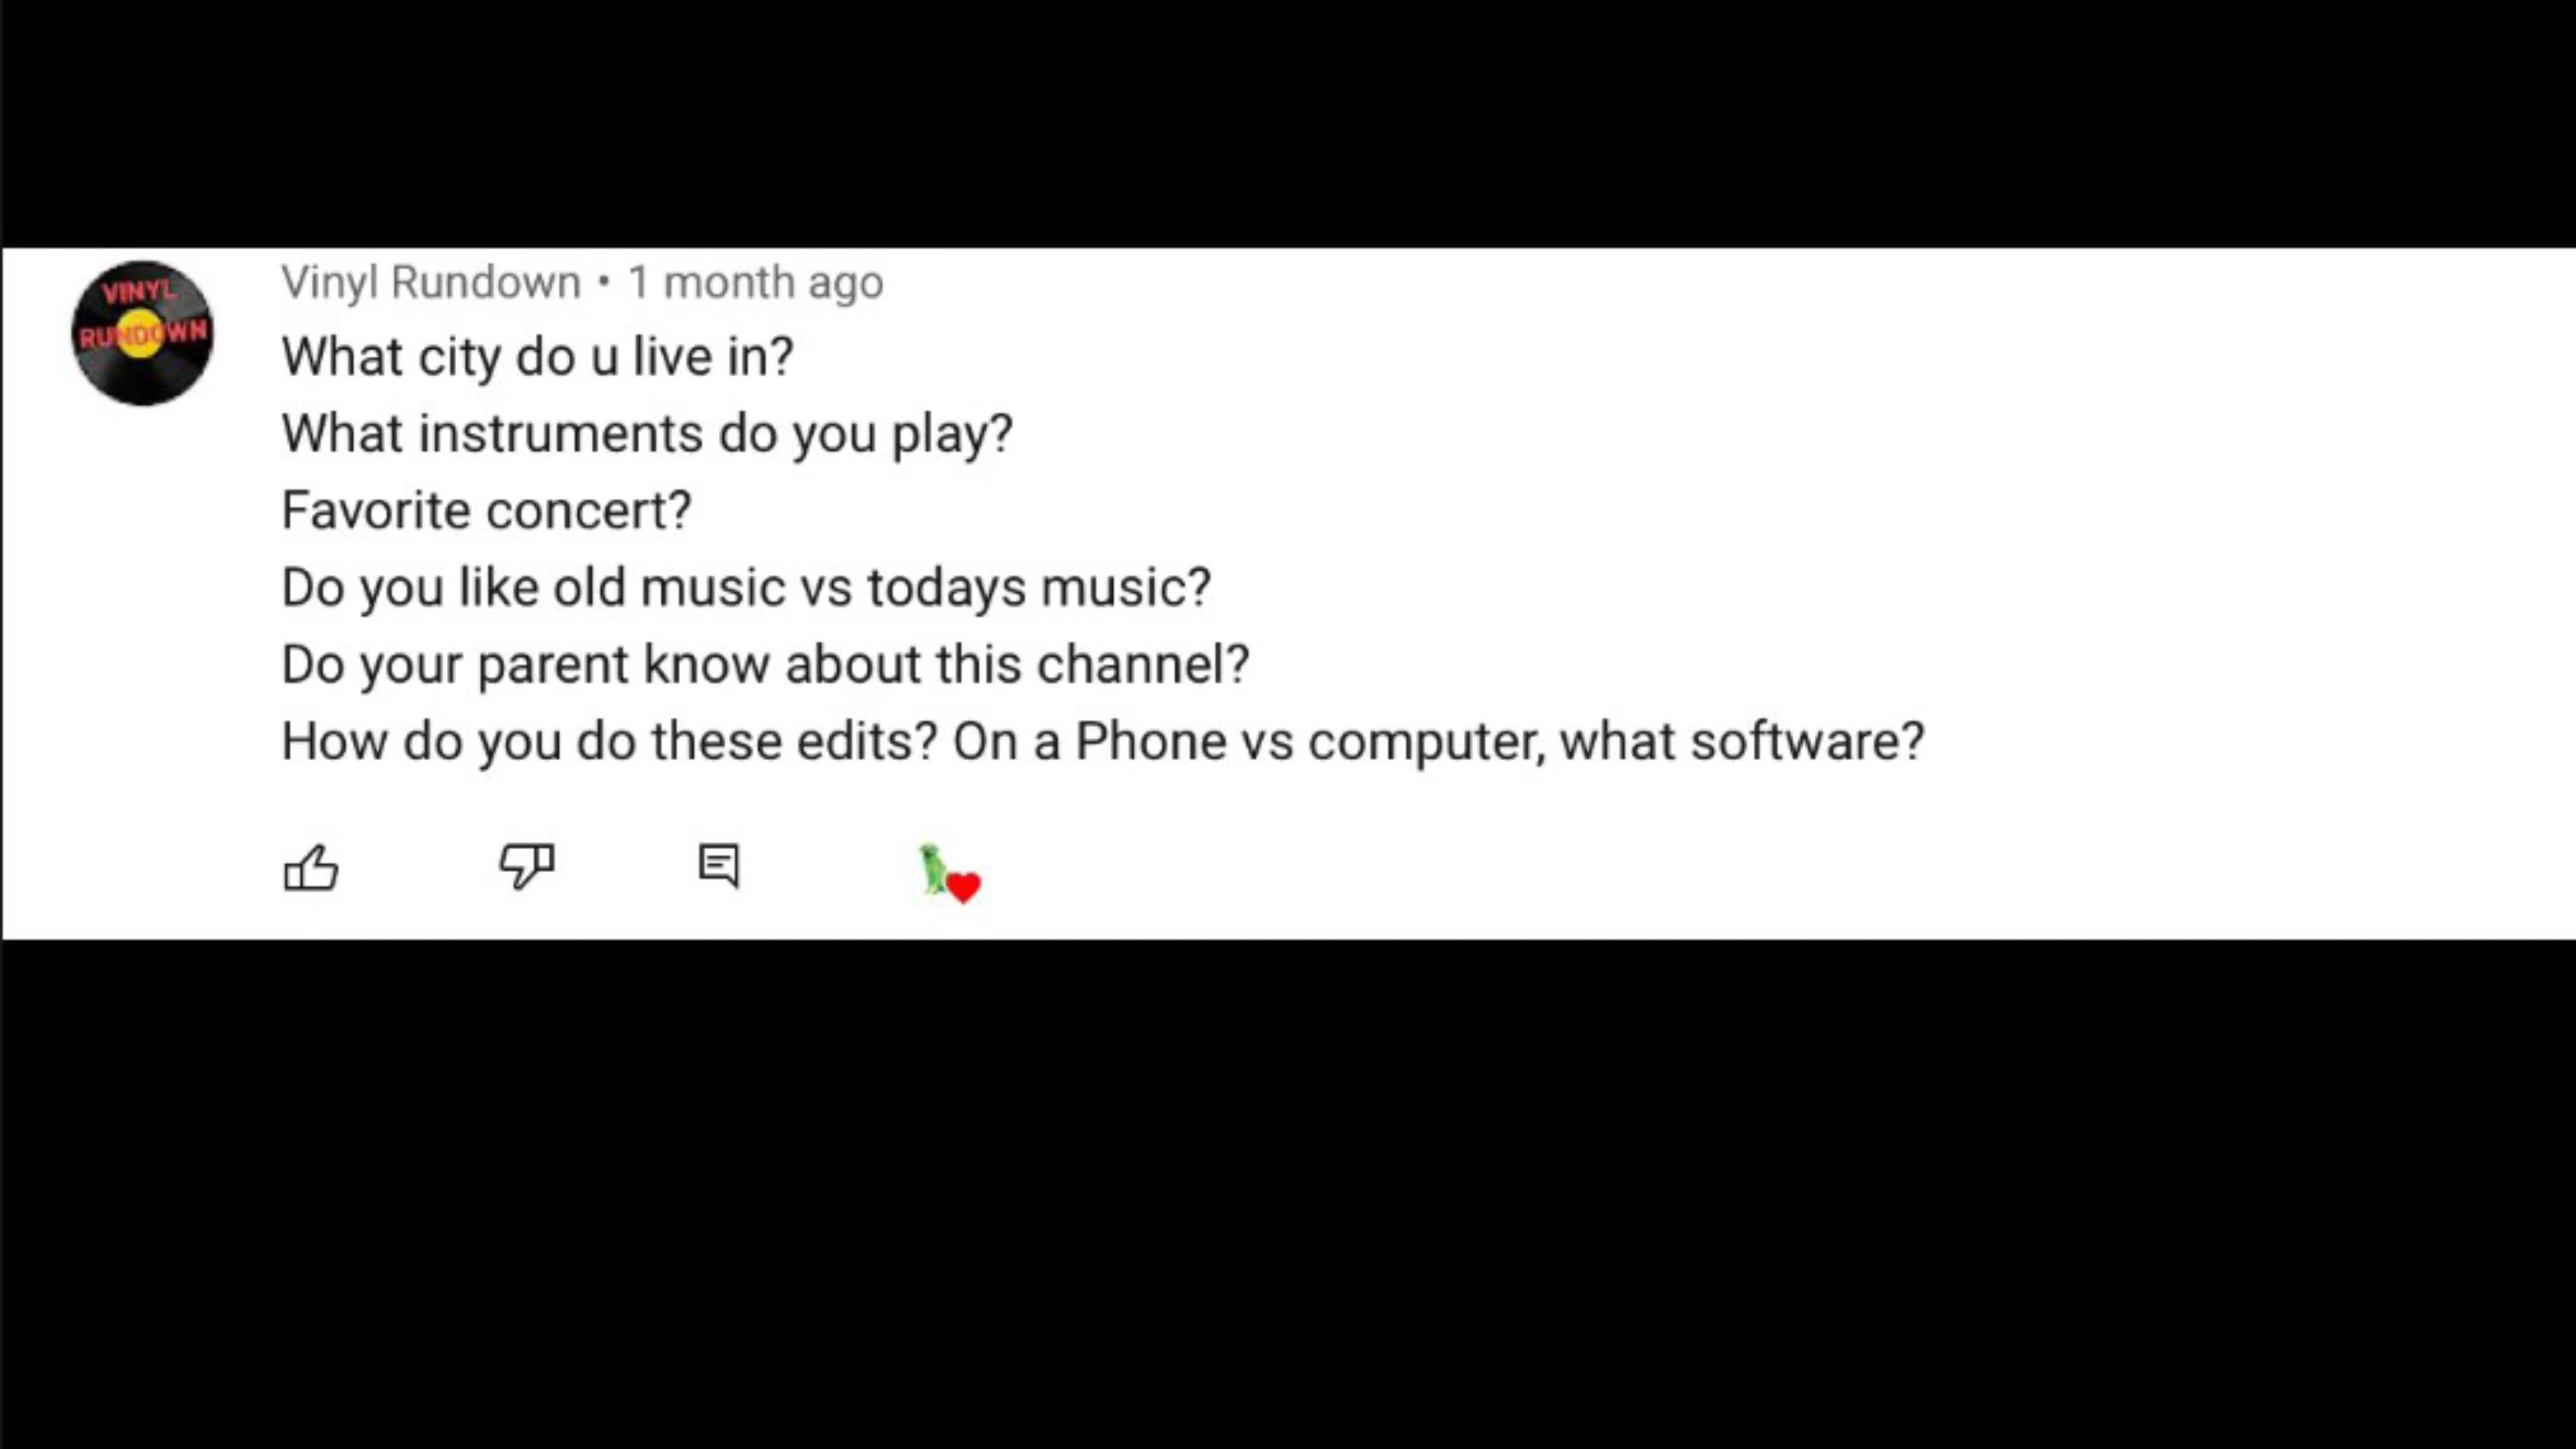 VINYL
RUNDOWN
Vinyl Rundown • 1 month ago
What city do u live in?
What instruments do you play?
Favorite concert?
Do you like old music vs todays music?
Do your parent know about this channel?
How do you do these edits? On a Phone vs computer, what software?